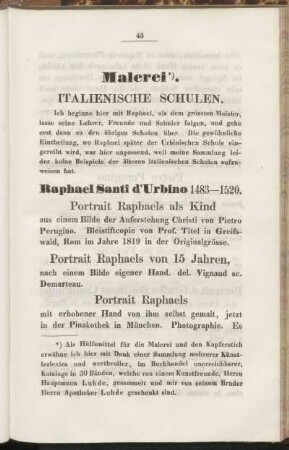 43
Malerei*).
ITALIENISCHE SCHULEN.
Ich beginne hier mit Raphael, als dem grössten Meister,
lasse seine Lehrer, Freunde und Schüler folgen, und gehe
erst dann zu den übrigen Schulen über. Die gewöhnliche
Eintheilung, wo Raphael später der Urbinischen Schule ein-
gereiht wird, war hier unpassend, weil meine Sammlung lei-
der keine Beispiele der älteren italienischen Schulen aufzu-
weisen hat.
Raphael Santi d'Urbino 1483—1520.
Portrait Raphaels als Kind
aus einem Bilde der Auferstehung Christi von Pietro
Perugino. Bleistiftcopie von Prof. Titel in Greifs-
wald, Rom im Jahre 1819 in der Originalgrösse.
Portrait Raphaels von 15 Jahren,
nach einem Bilde eigener Hand. del. Vignaud sc.
Demarteau.
Portrait Raphaels
mit erhobener Hand von ihm selbst gemalt, jetzt
in der Pinakothek in München. Photographie. Es
*) Als Hülfsmittel für die Malerei und den Kupferstich
erwähne ich hier mit Dank einer Sammlung mehrerer Künst-
lerlexica und werthvoller, im Buchhandel unerreichbarer,
Kataloge in 30 Bänden, welche von einem Kunstfreunde, Herrn
Hauptmann Luhde, gesammelt und mir von seinem Bruder
Herrn Apotheker Luhde geschenkt sind.